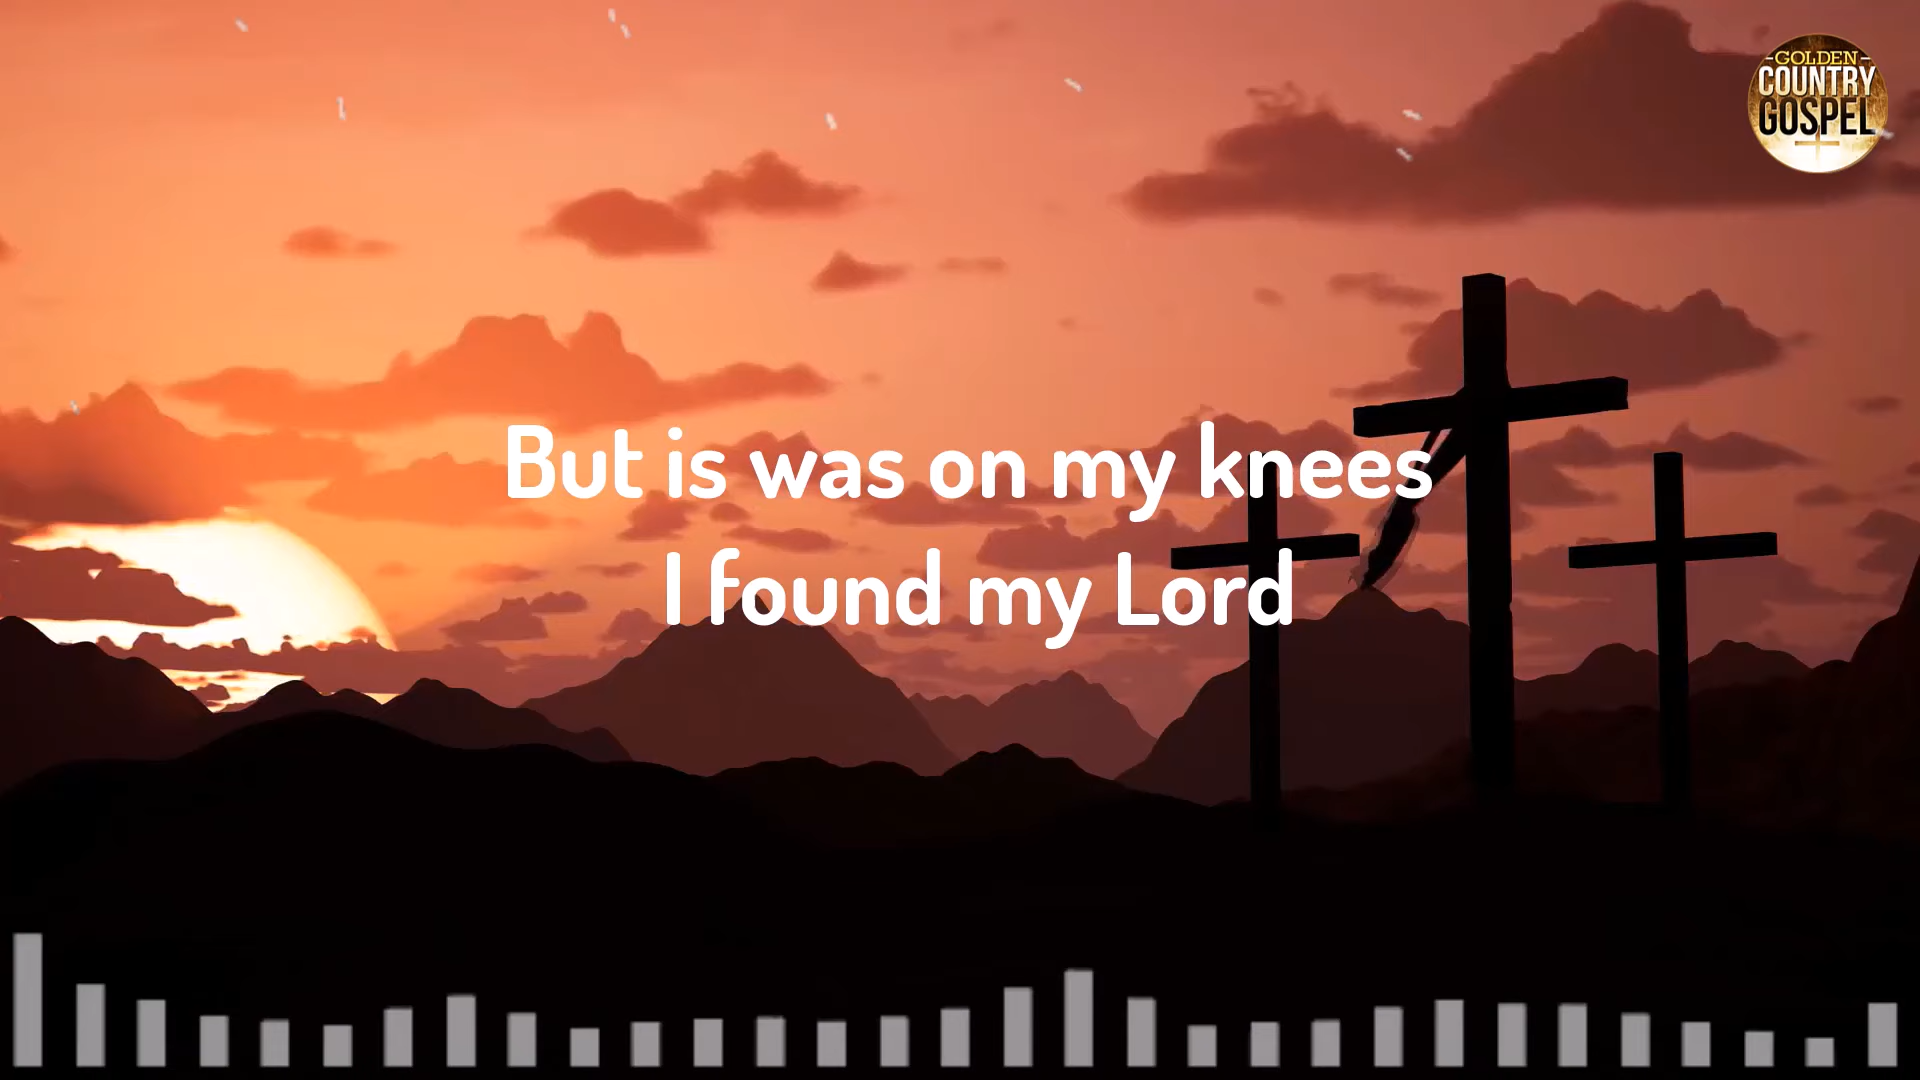 -GOLDEN-
COUNTRY
GOSPEL
But is was on my knees
I found my Lord